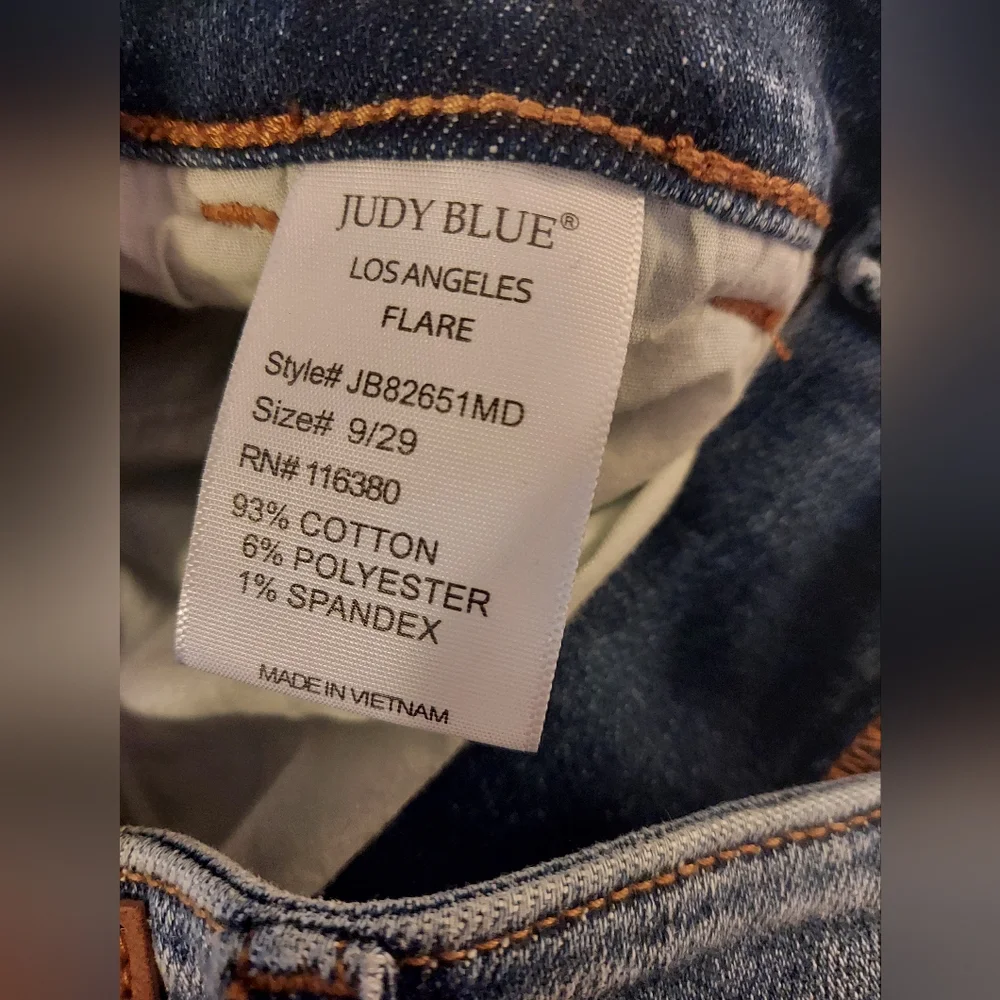 JUDY BLUE®
LOS ANGELES
FLARE
Style# JB82651MD
Size# 9/29
RN# 116380
93% COTTON
6% POLYESTER
1% SPANDEX
MADE IN VIETNAM